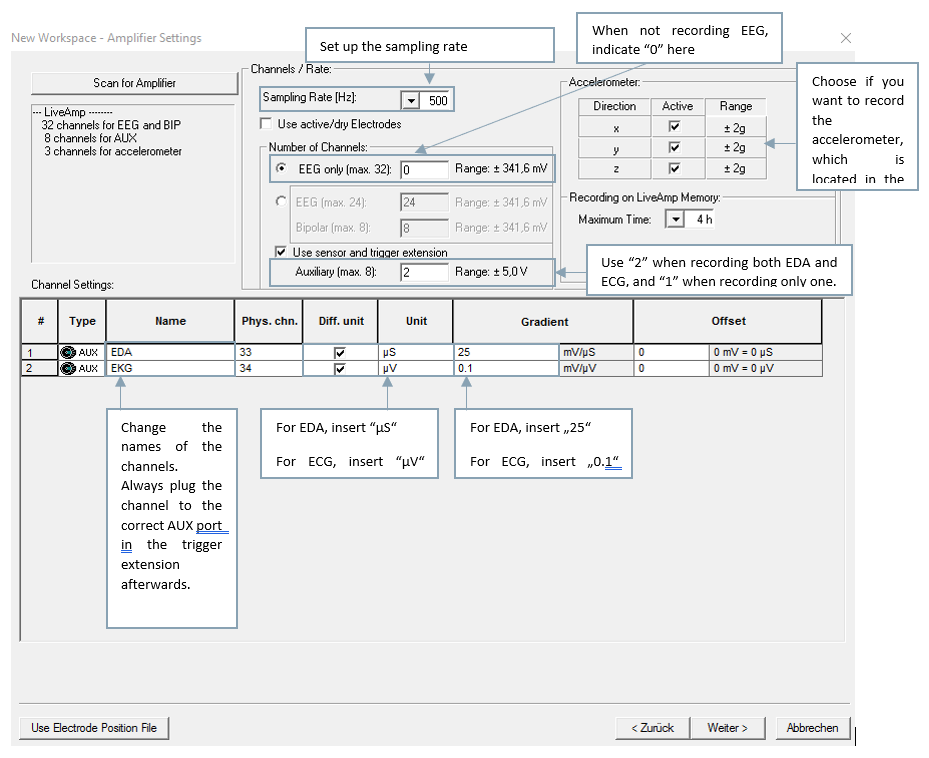 New Workspace - Amplifier Settings
Set up the sampling rate
When not recording EEG,
indicate “0” here
Scan for Amplifier
--- LiveAmp --------
32 channels for EEG and BIP
8 channels for AUX
3 channels for accelerometer
Channels / Rate:
Sampling Rate [Hz]: 500
Use active/dry Electrodes
Number of Channels:
EEG only (max. 32): 0 Range: ± 341,6 mV
EEG (max. 24): 24 Range: ± 341,6 mV
Bipolar (max. 8): 8 Range: ± 341,6 mV
Use sensor and trigger extension
Auxiliary (max. 8): 2 Range: ± 5,0 V
Accelerometer:
Direction Active Range
x ± 2g
y ± 2g
z ± 2g
Recording on LiveAmp Memory:
Maximum Time: 4 h
Choose if you
want to record
the
accelerometer,
which is
located in the
Use “2” when recording both EDA and
ECG, and “1” when recording only one.
Channel Settings:
# Type Name Phys. chn. Diff. unit Unit Gradient Offset
1 AUX EDA 33 µS 25 mV/µS 0 0 mV = 0 µS
2 AUX EKG 34 µV 0.1 mV/µV 0 0 mV = 0 µV
Change the
names of the
channels.
Always plug the
channel to the
correct AUX port
in the trigger
extension
afterwards.
For EDA, insert “µS“
For ECG, insert “µV“
For EDA, insert „25“
For ECG, insert „0.1“
Use Electrode Position File
< Zurück
Weiter >
Abbrechen